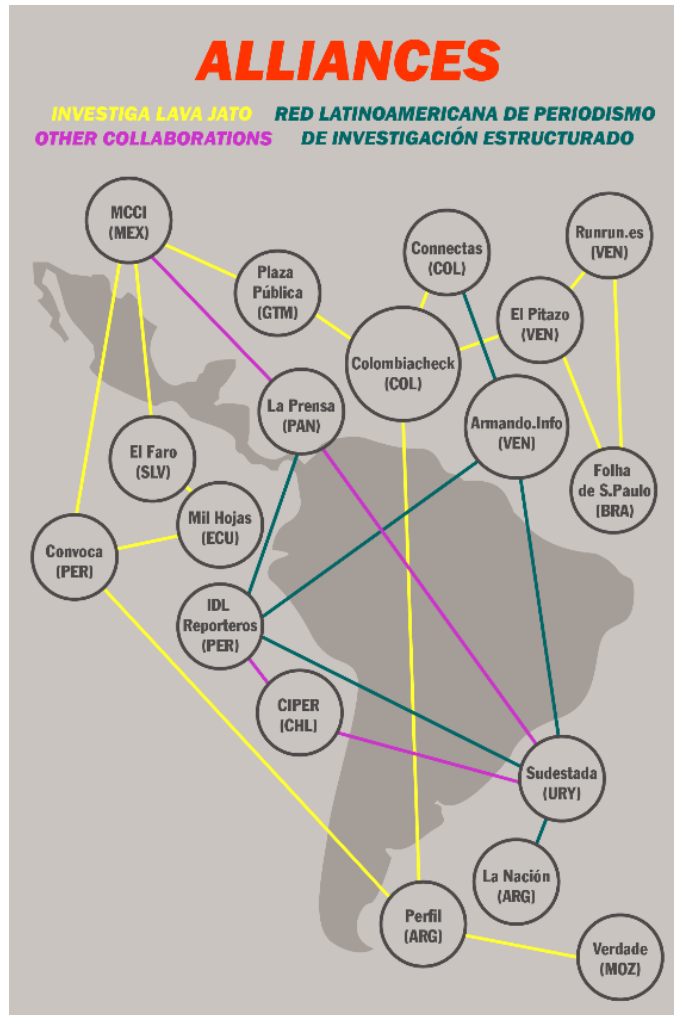 ALLIANCES
INVESTIGA LAVA JATO
OTHER COLLABORATIONS
RED LATINOAMERICANA DE PERIODISMO
DE INVESTIGACIÓN ESTRUCTURADO
MCCI
(MEX)
Plaza
Pública
(GTM)
Connectas
(COL)
Runrun.es
(VEN)
El Pitazo
(VEN)
Colombiacheck
(COL)
La Prensa
(PAN)
Armando.Info
(VEN)
El Faro
(SLV)
Folha
de S.Paulo
(BRA)
Mil Hojas
(ECU)
Convoca
(PER)
IDL
Reporteros
(PER)
CIPER
(CHL)
Sudestada
(URY)
La Nación
(ARG)
Perfil
(ARG)
Verdade
(MOZ)